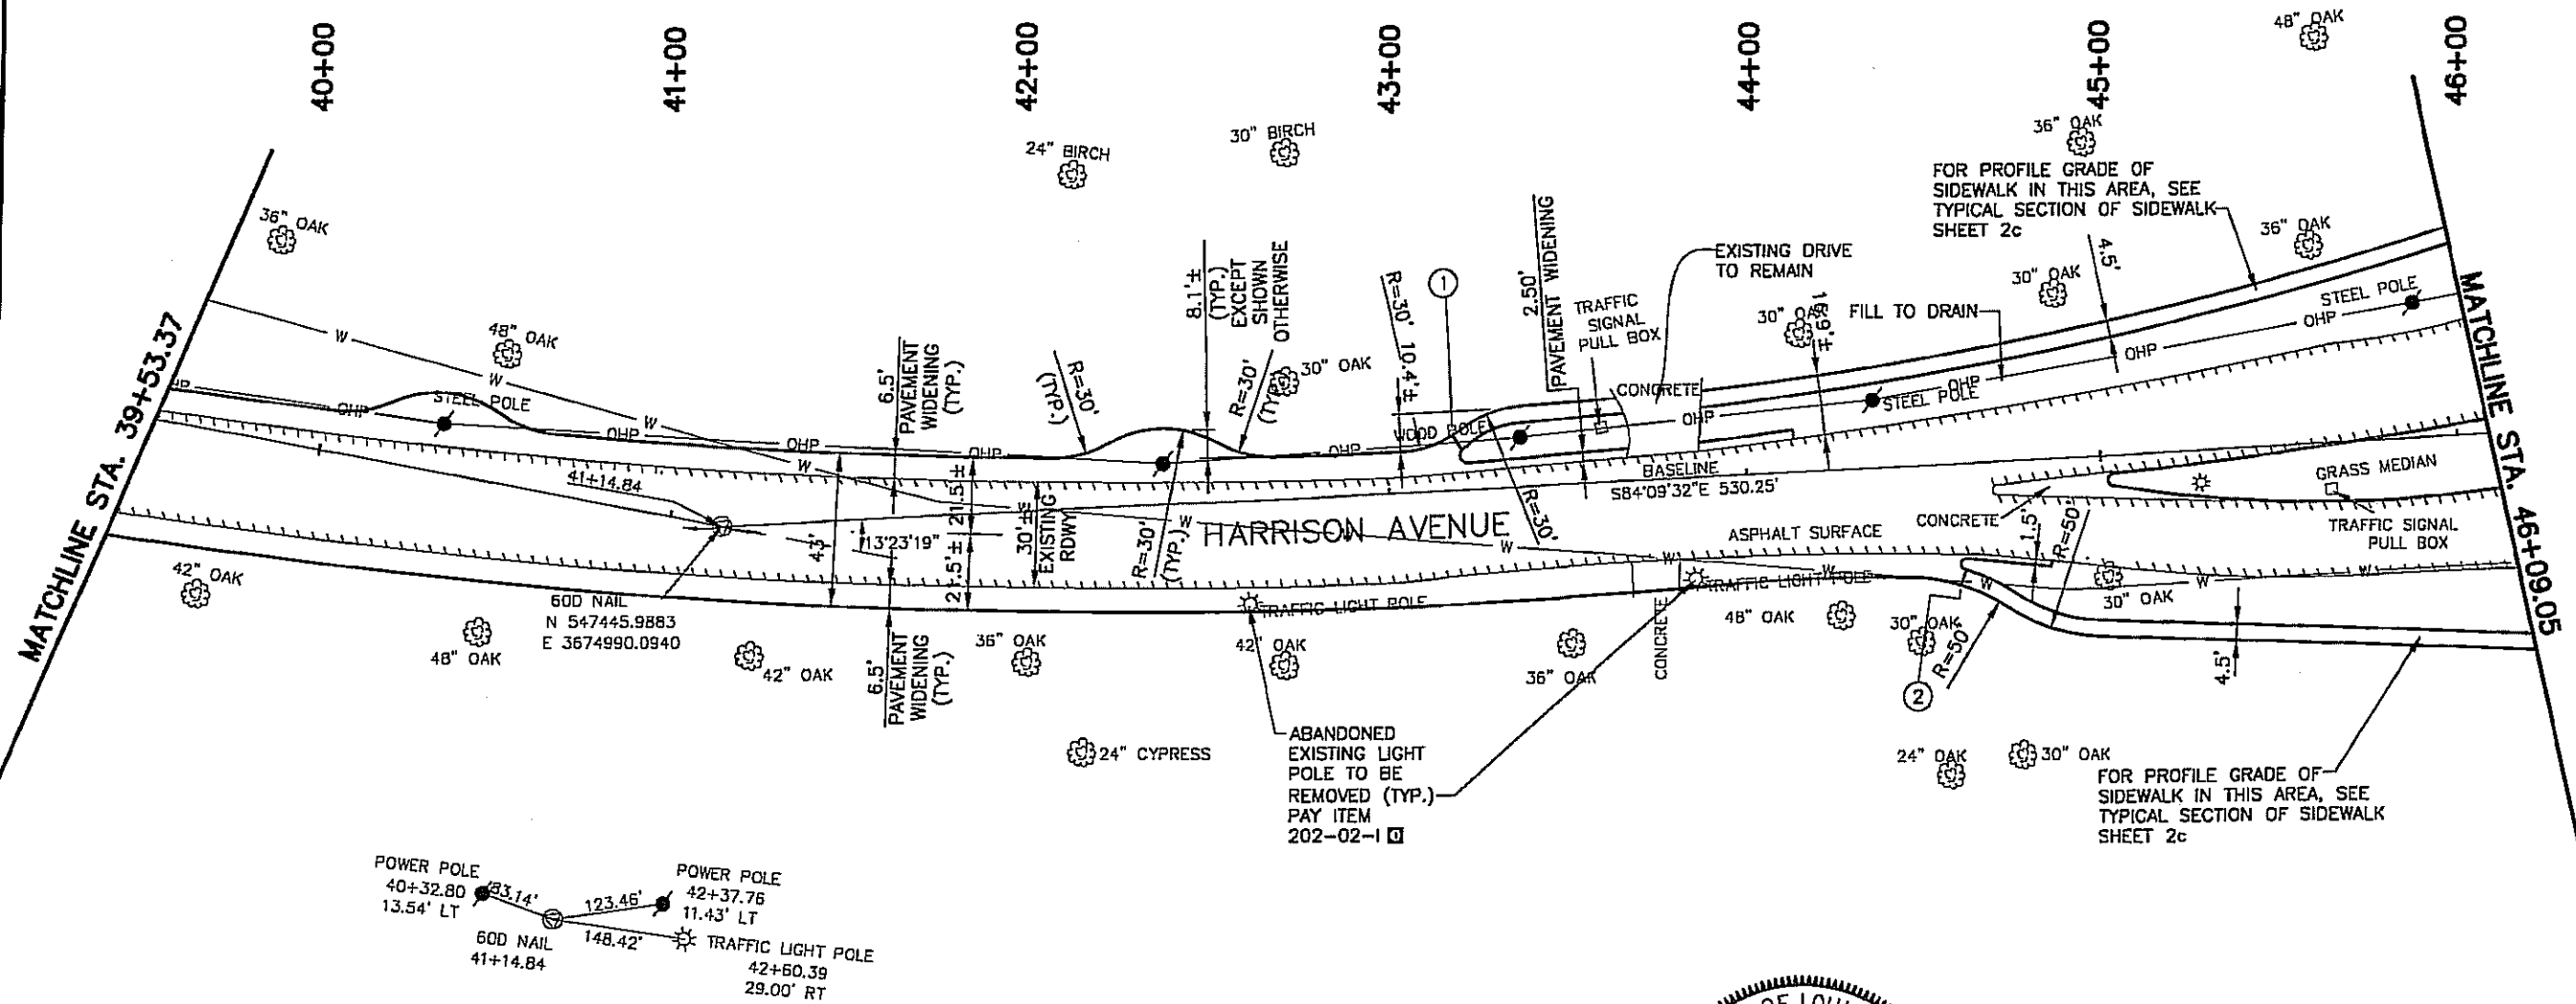 40+00
41+00
42+00
43+00
44+00
45+00
46+00
48" OAK
36" OAK
24" BIRCH
30" BIRCH
36" OAK
FOR PROFILE GRADE OF
SIDEWALK IN THIS AREA, SEE
TYPICAL SECTION OF SIDEWALK
SHEET 2c
4.5'
36" OAK
30" OAK
MATCHLINE STA. 39+53.37
MATCHLINE STA. 46+09.05
W
48" OAK
W
STEEL POLE
OHP
6.5'
PAVEMENT
WIDENING
(TYP.)
R=30'
(TYP.)
8.1'±
(TYP.)
EXCEPT
SHOWN
OTHERWISE
R=30'
(TYP.)
30" OAK
R=30'
10.4'±
1
2.50'
PAVEMENT WIDENING
TRAFFIC
SIGNAL
PULL BOX
EXISTING DRIVE
TO REMAIN
30" OAK
16.9'±
FILL TO DRAIN
STEEL POLE
OHP
OHP
CONCRETE
OHP
OHP
STEEL POLE
WOOD POLE
OHP
OHP
OHP
OHP
OHP
W
W
BASELINE
S84°09'32"E 530.25'
41+14.84
13°23'19"
43'
21.5'±
21.5'±
30'±
EXISTING
RDWY
R=30'
(TYP.)
W
HARRISON AVENUE
R=30'
W
W
W
ASPHALT SURFACE
CONCRETE
1.5'
R=50'
GRASS MEDIAN
TRAFFIC SIGNAL
PULL BOX
W
W
W
42" OAK
60D NAIL
N 547445.9883
E 3674990.0940
48" OAK
42" OAK
6.5'
PAVEMENT
WIDENING
(TYP.)
36" OAK
TRAFFIC LIGHT POLE
42' OAK
36" OAK
CONCRETE
TRAFFIC LIGHT POLE
48" OAK
30" OAK
R=50'
2
30" OAK
4.5'
24" CYPRESS
ABANDONED
EXISTING LIGHT
POLE TO BE
REMOVED (TYP.)
PAY ITEM
202-02-I
24" OAK
30" OAK
FOR PROFILE GRADE OF
SIDEWALK IN THIS AREA, SEE
TYPICAL SECTION OF SIDEWALK
SHEET 2c
POWER POLE
40+32.80
13.54' LT
83.14'
123.46'
POWER POLE
42+37.76
11.43' LT
60D NAIL
41+14.84
148.42'
TRAFFIC LIGHT POLE
42+60.39
29.00' RT